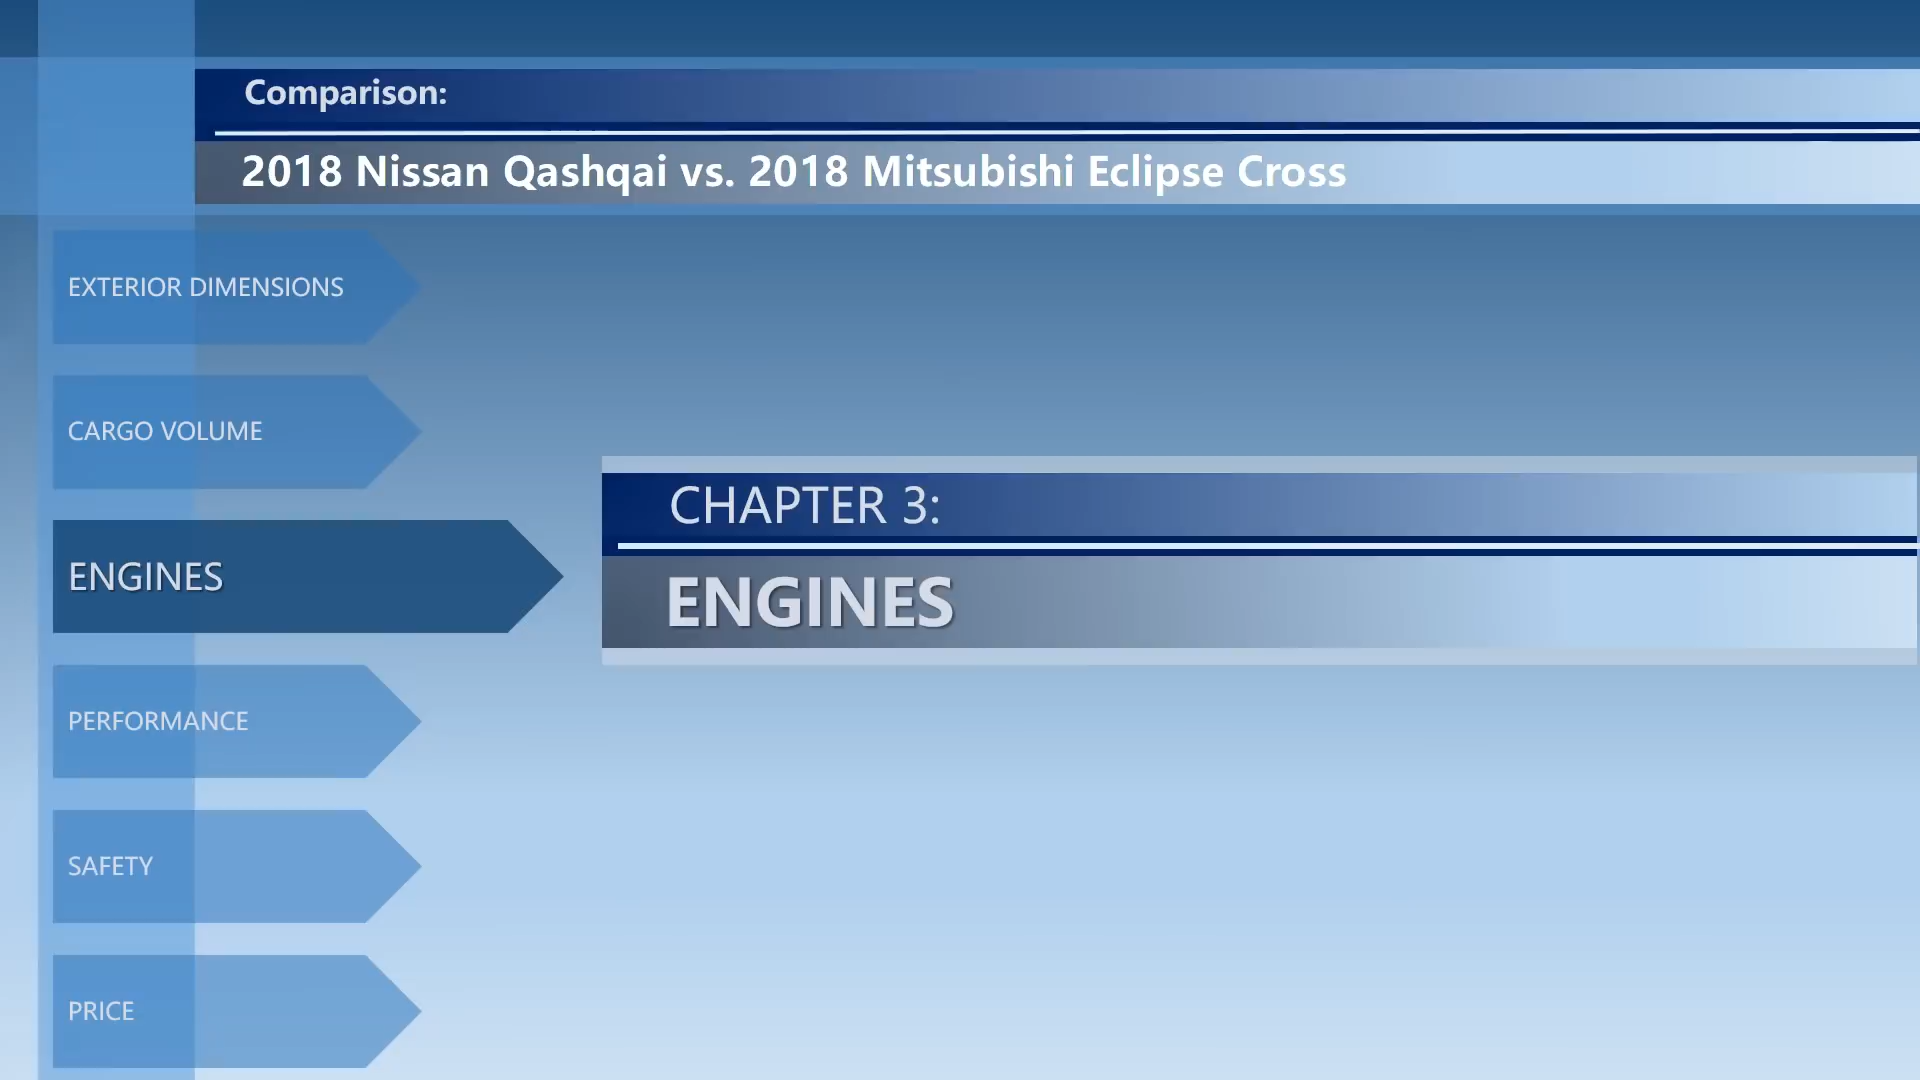 Comparison:
2018 Nissan Qashqai vs. 2018 Mitsubishi Eclipse Cross
EXTERIOR DIMENSIONS
CARGO VOLUME
ENGINES
PERFORMANCE
SAFETY
PRICE
CHAPTER 3:
ENGINES